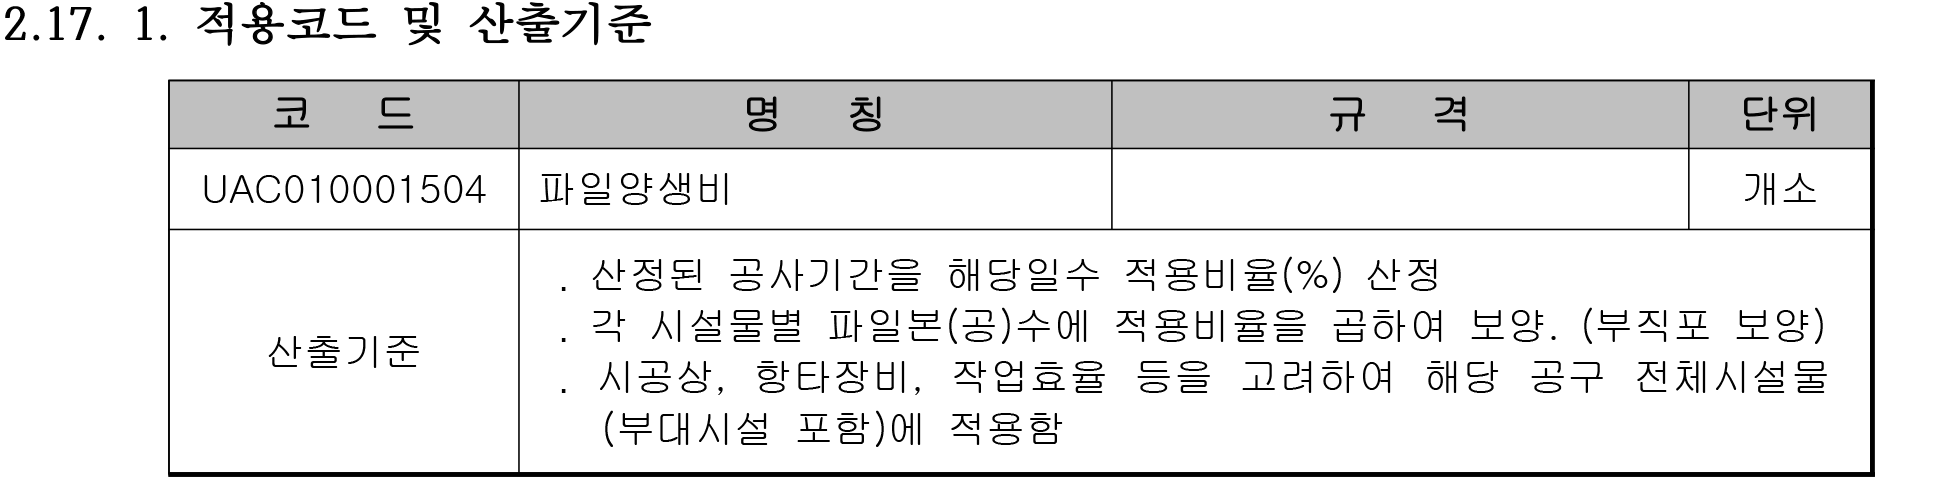 2.17. 1. 적용코드 및 산출기준
코 드 명 칭 규 격 단위
UAC010001504 파일양생비 개소
산출기준
. 산정된 공사기간을 해당일수 적용비율(%) 산정
. 각 시설물별 파일본(공)수에 적용비율을 곱하여 보양. (부직포 보양)
. 시공상, 항타장비, 작업효율 등을 고려하여 해당 공구 전체시설물
(부대시설 포함)에 적용함